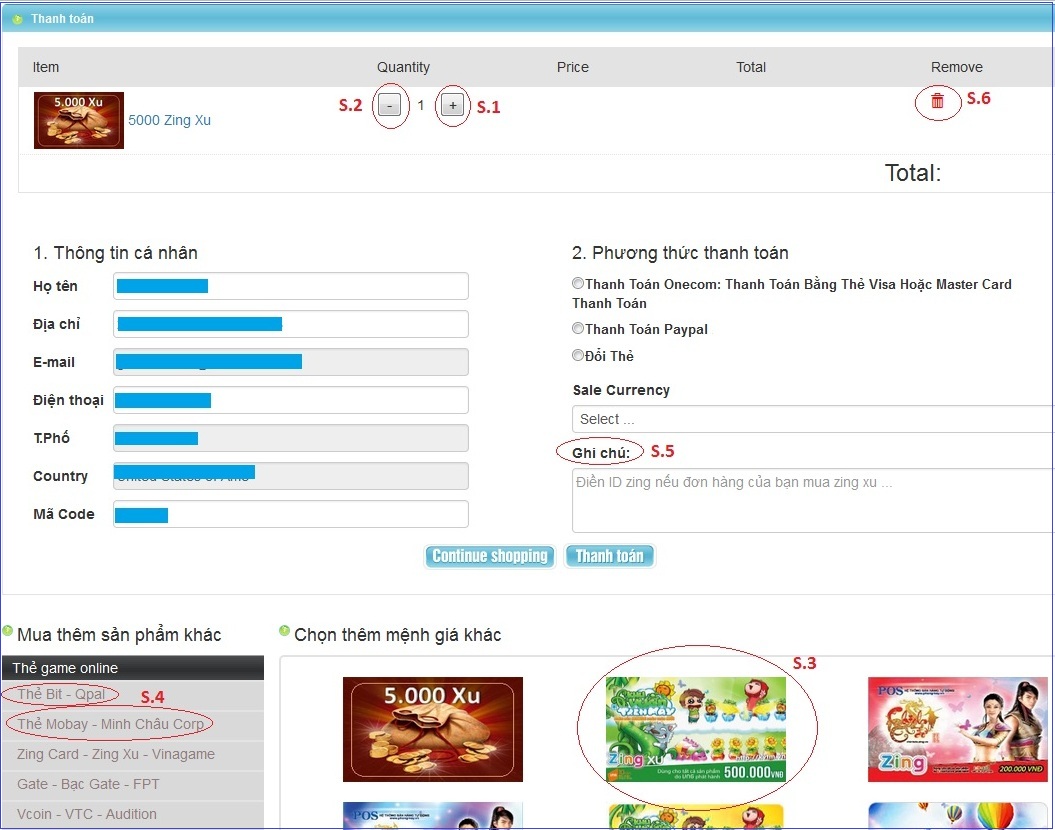 Thanh toán
Item Quantity Price Total Remove
5.000 Xu
5000 Zing Xu
S.2 - 1 + S.1
S.6
Total:
1. Thông tin cá nhân
Họ tên
Địa chỉ
E-mail
Điện thoại
T.Phố
Country
Mã Code
2. Phương thức thanh toán
Thanh Toán Onecom: Thanh Toán Bằng Thẻ Visa Hoặc Master Card
Thanh Toán
Thanh Toán Paypal
Đổi Thẻ
Sale Currency
Select ...
Ghi chú: S.5
Điền ID zing nếu đơn hàng của bạn mua zing xu ...
Continue shopping Thanh toán
Mua thêm sản phẩm khác
Thẻ game online
Thẻ Bit - Qpal S.4
Thẻ Mobay - Minh Châu Corp
Zing Card - Zing Xu - Vinagame
Gate - Bạc Gate - FPT
Vcoin - VTC - Audition
Chọn thêm mệnh giá khác
S.3
5.000 Xu
Zing xu
500.000VNĐ
POS
Zing
200.000 VNĐ
POS